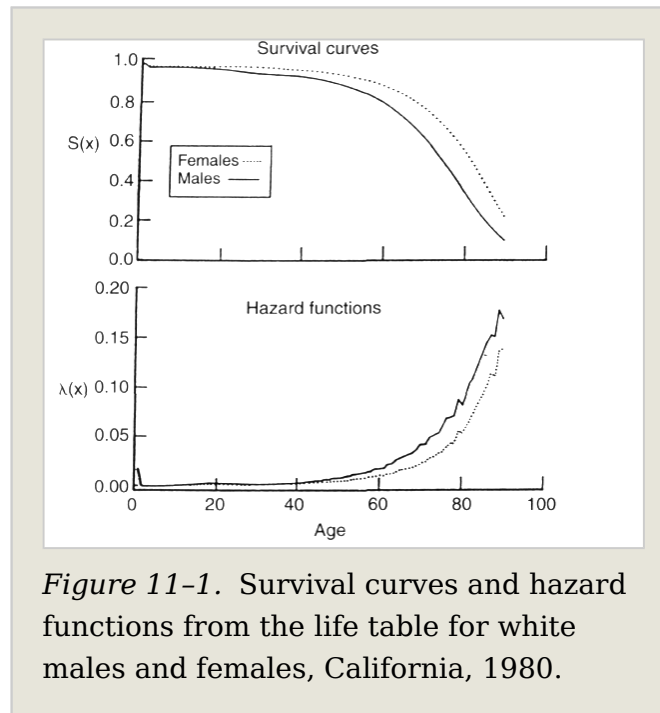 Survival curves
1.0
0.8
S(x) 0.6
Females
Males
0.4
0.2
0.0
0.20
Hazard functions
0.15
λ(x) 0.10
0.05
0.00
0 20 40 60 80 100
Age
Figure 11–1. Survival curves and hazard
functions from the life table for white
males and females, California, 1980.